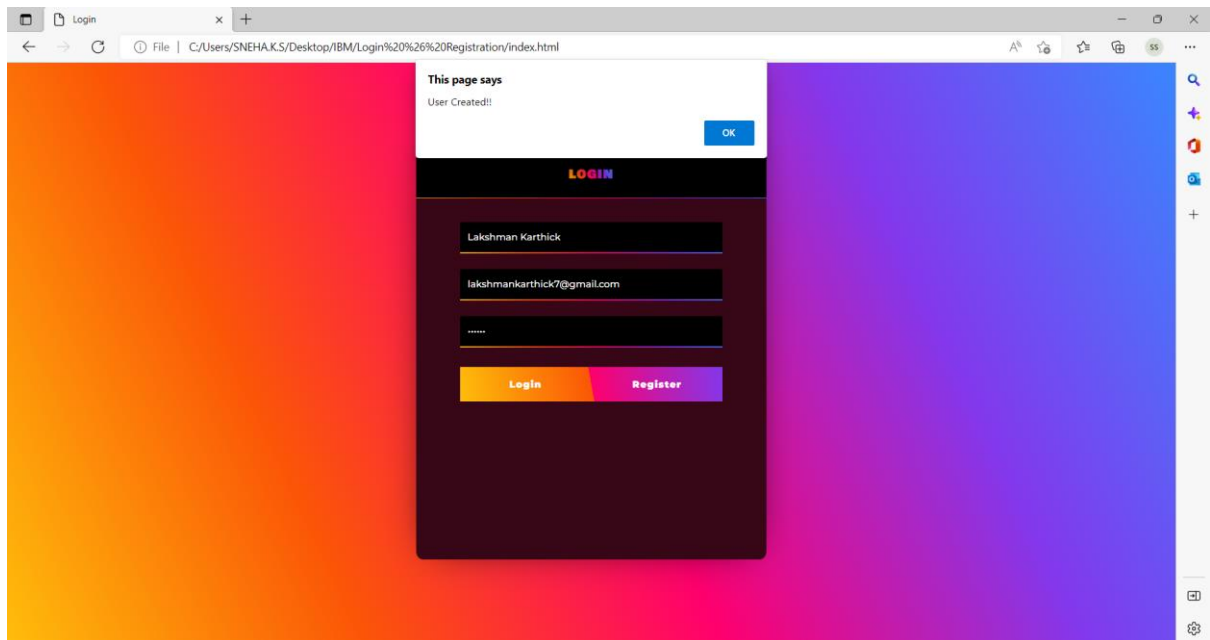 Login
File | C:/Users/SNEHA.K.S/Desktop/IBM/Login%20%26%20Registration/index.html
SS
This page says
User Created!!
OK
LOGIN
Lakshman Karthick
lakshmankarthick7@gmail.com
······
Login Register